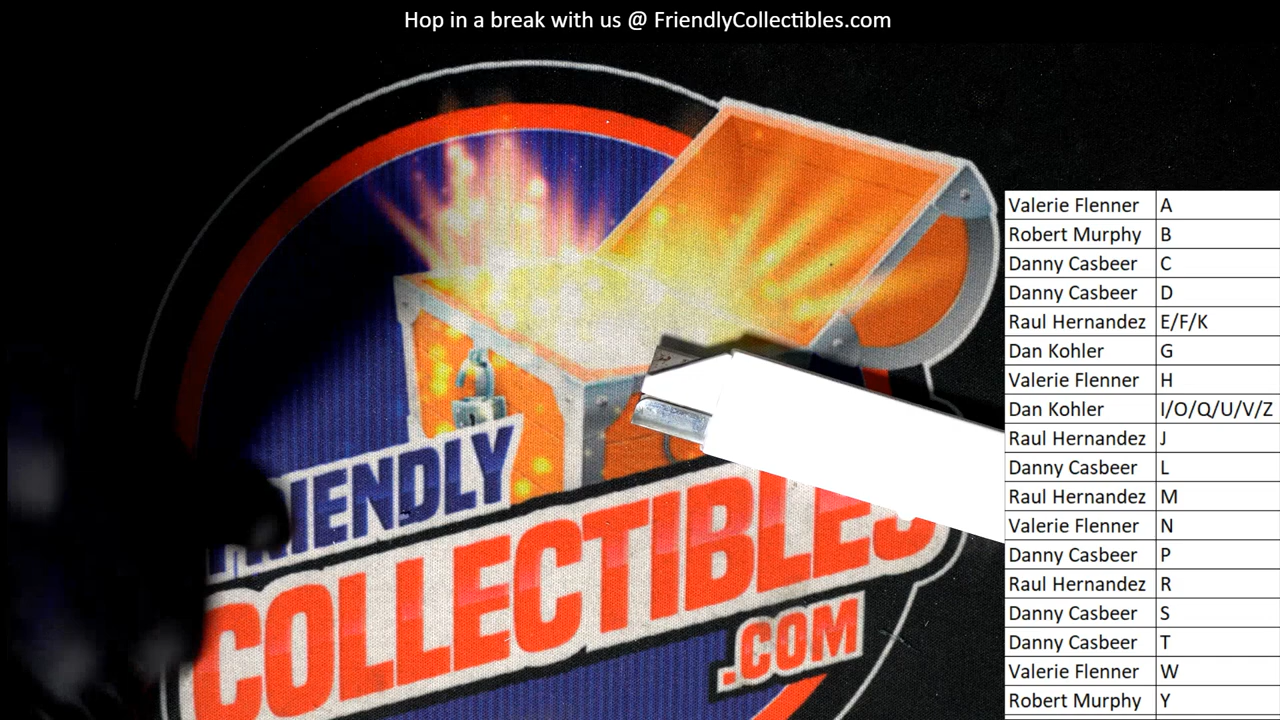 Hop in a break with us @ FriendlyCollectibles.com
FRIENDLY
COLLECTIBLES
.COM
Valerie Flenner A
Robert Murphy B
Danny Casbeer C
Danny Casbeer D
Raul Hernandez E/F/K
Dan Kohler G
Valerie Flenner H
Dan Kohler I/O/Q/U/V/Z
Raul Hernandez J
Danny Casbeer L
Raul Hernandez M
Valerie Flenner N
Danny Casbeer P
Raul Hernandez R
Danny Casbeer S
Danny Casbeer T
Valerie Flenner W
Robert Murphy Y